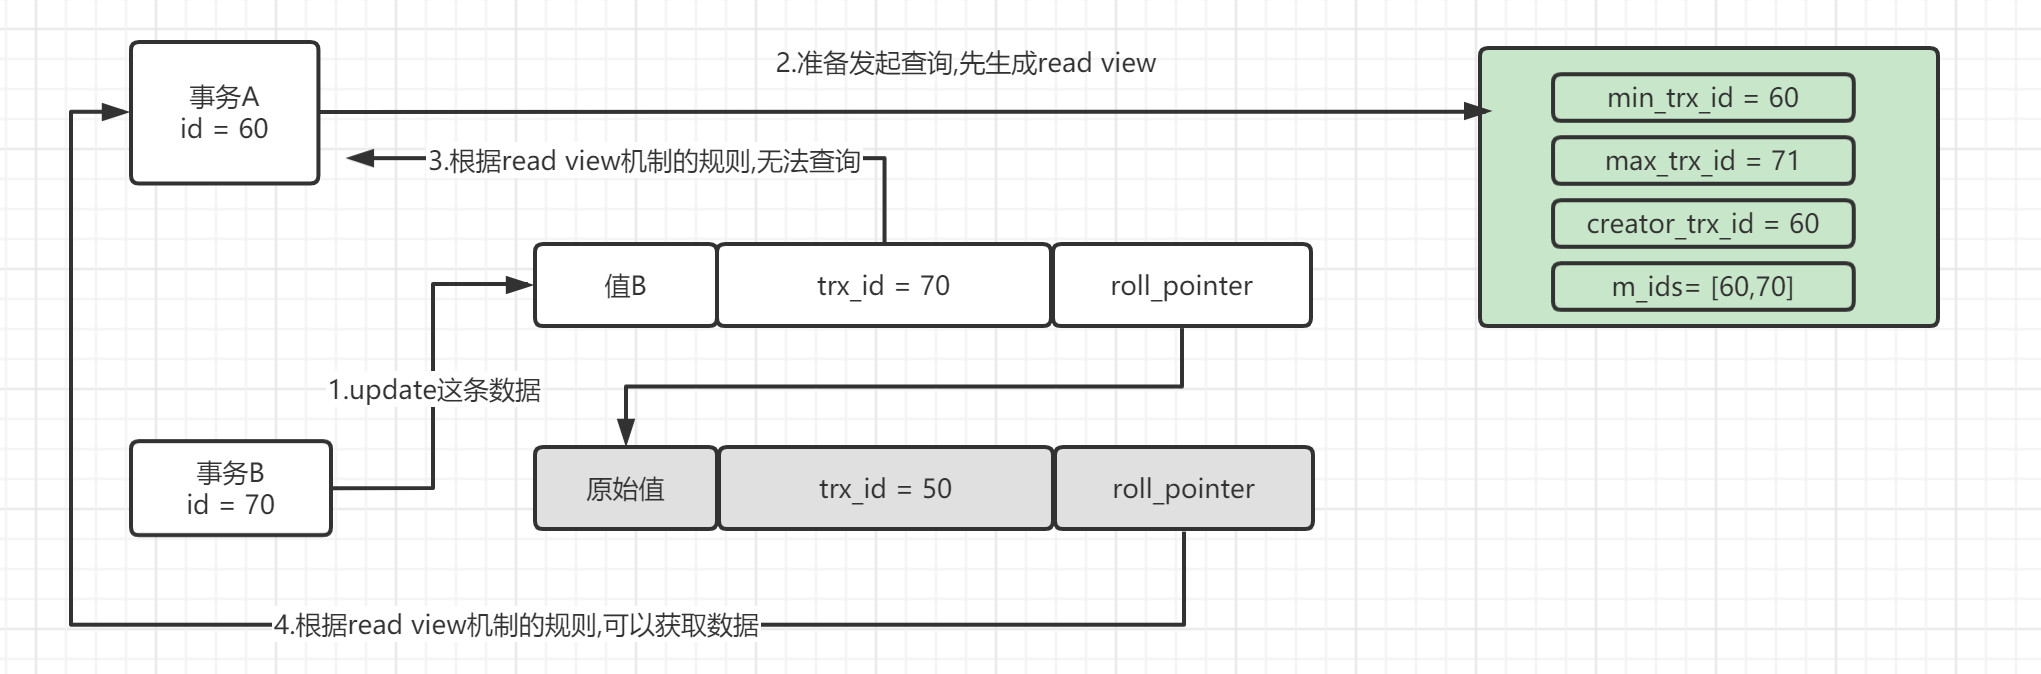 事务A
id = 60
2.准备发起查询,先生成read view
min_trx_id = 60
max_trx_id = 71
creator_trx_id = 60
m_ids= [60,70]
3.根据read view机制的规则,无法查询
值B
trx_id = 70
roll_pointer
1.update这条数据
事务B
id = 70
原始值
trx_id = 50
roll_pointer
4.根据read view机制的规则,可以获取数据